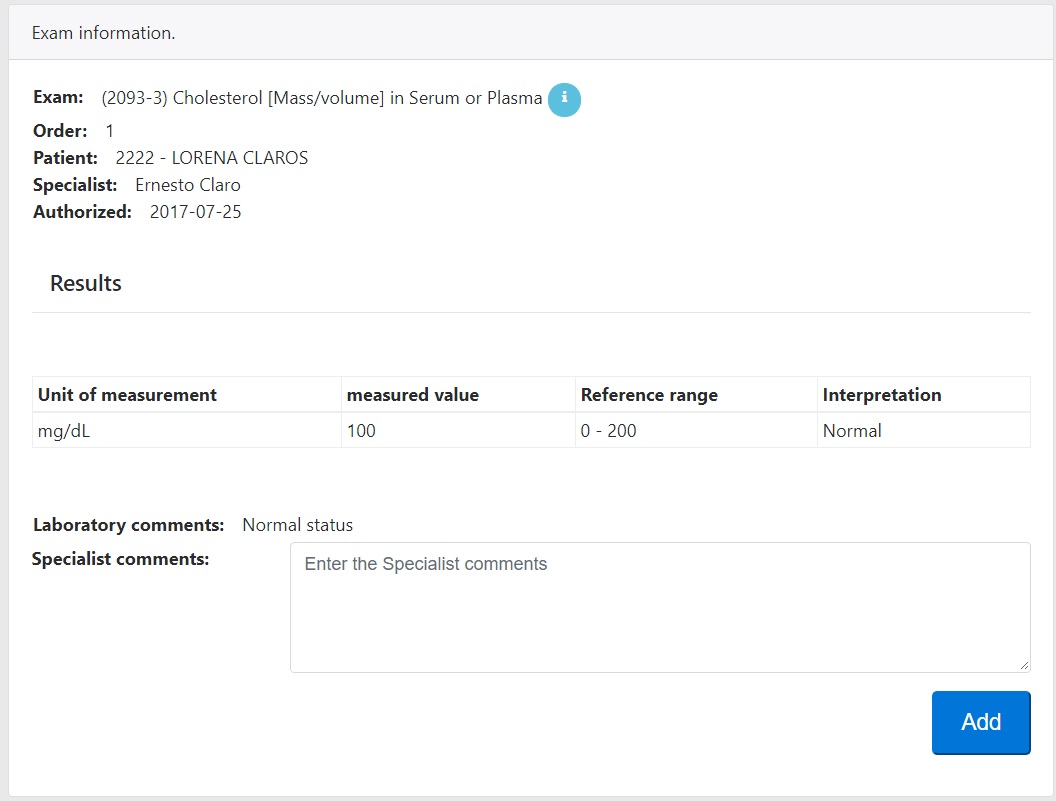 Exam information.
Exam: (2093-3) Cholesterol [Mass/volume] in Serum or Plasma i
Order: 1
Patient: 2222 - LORENA CLAROS
Specialist: Ernesto Claro
Authorized: 2017-07-25
Results
Unit of measurement measured value Reference range Interpretation
mg/dL 100 0 - 200 Normal
Laboratory comments: Normal status
Specialist comments: Enter the Specialist comments
Add